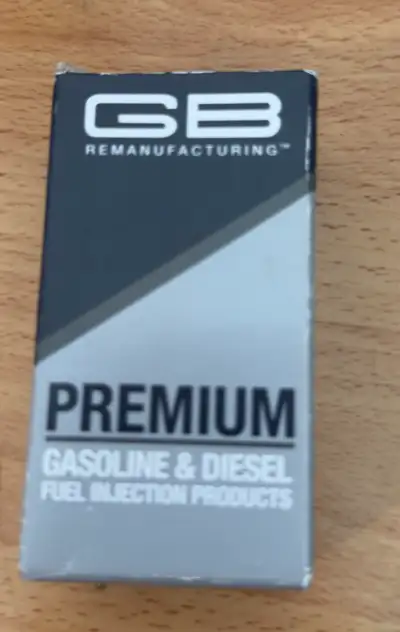 GB
REMANUFACTURING™
PREMIUM
GASOLINE & DIESEL
FUEL INJECTION PRODUCTS